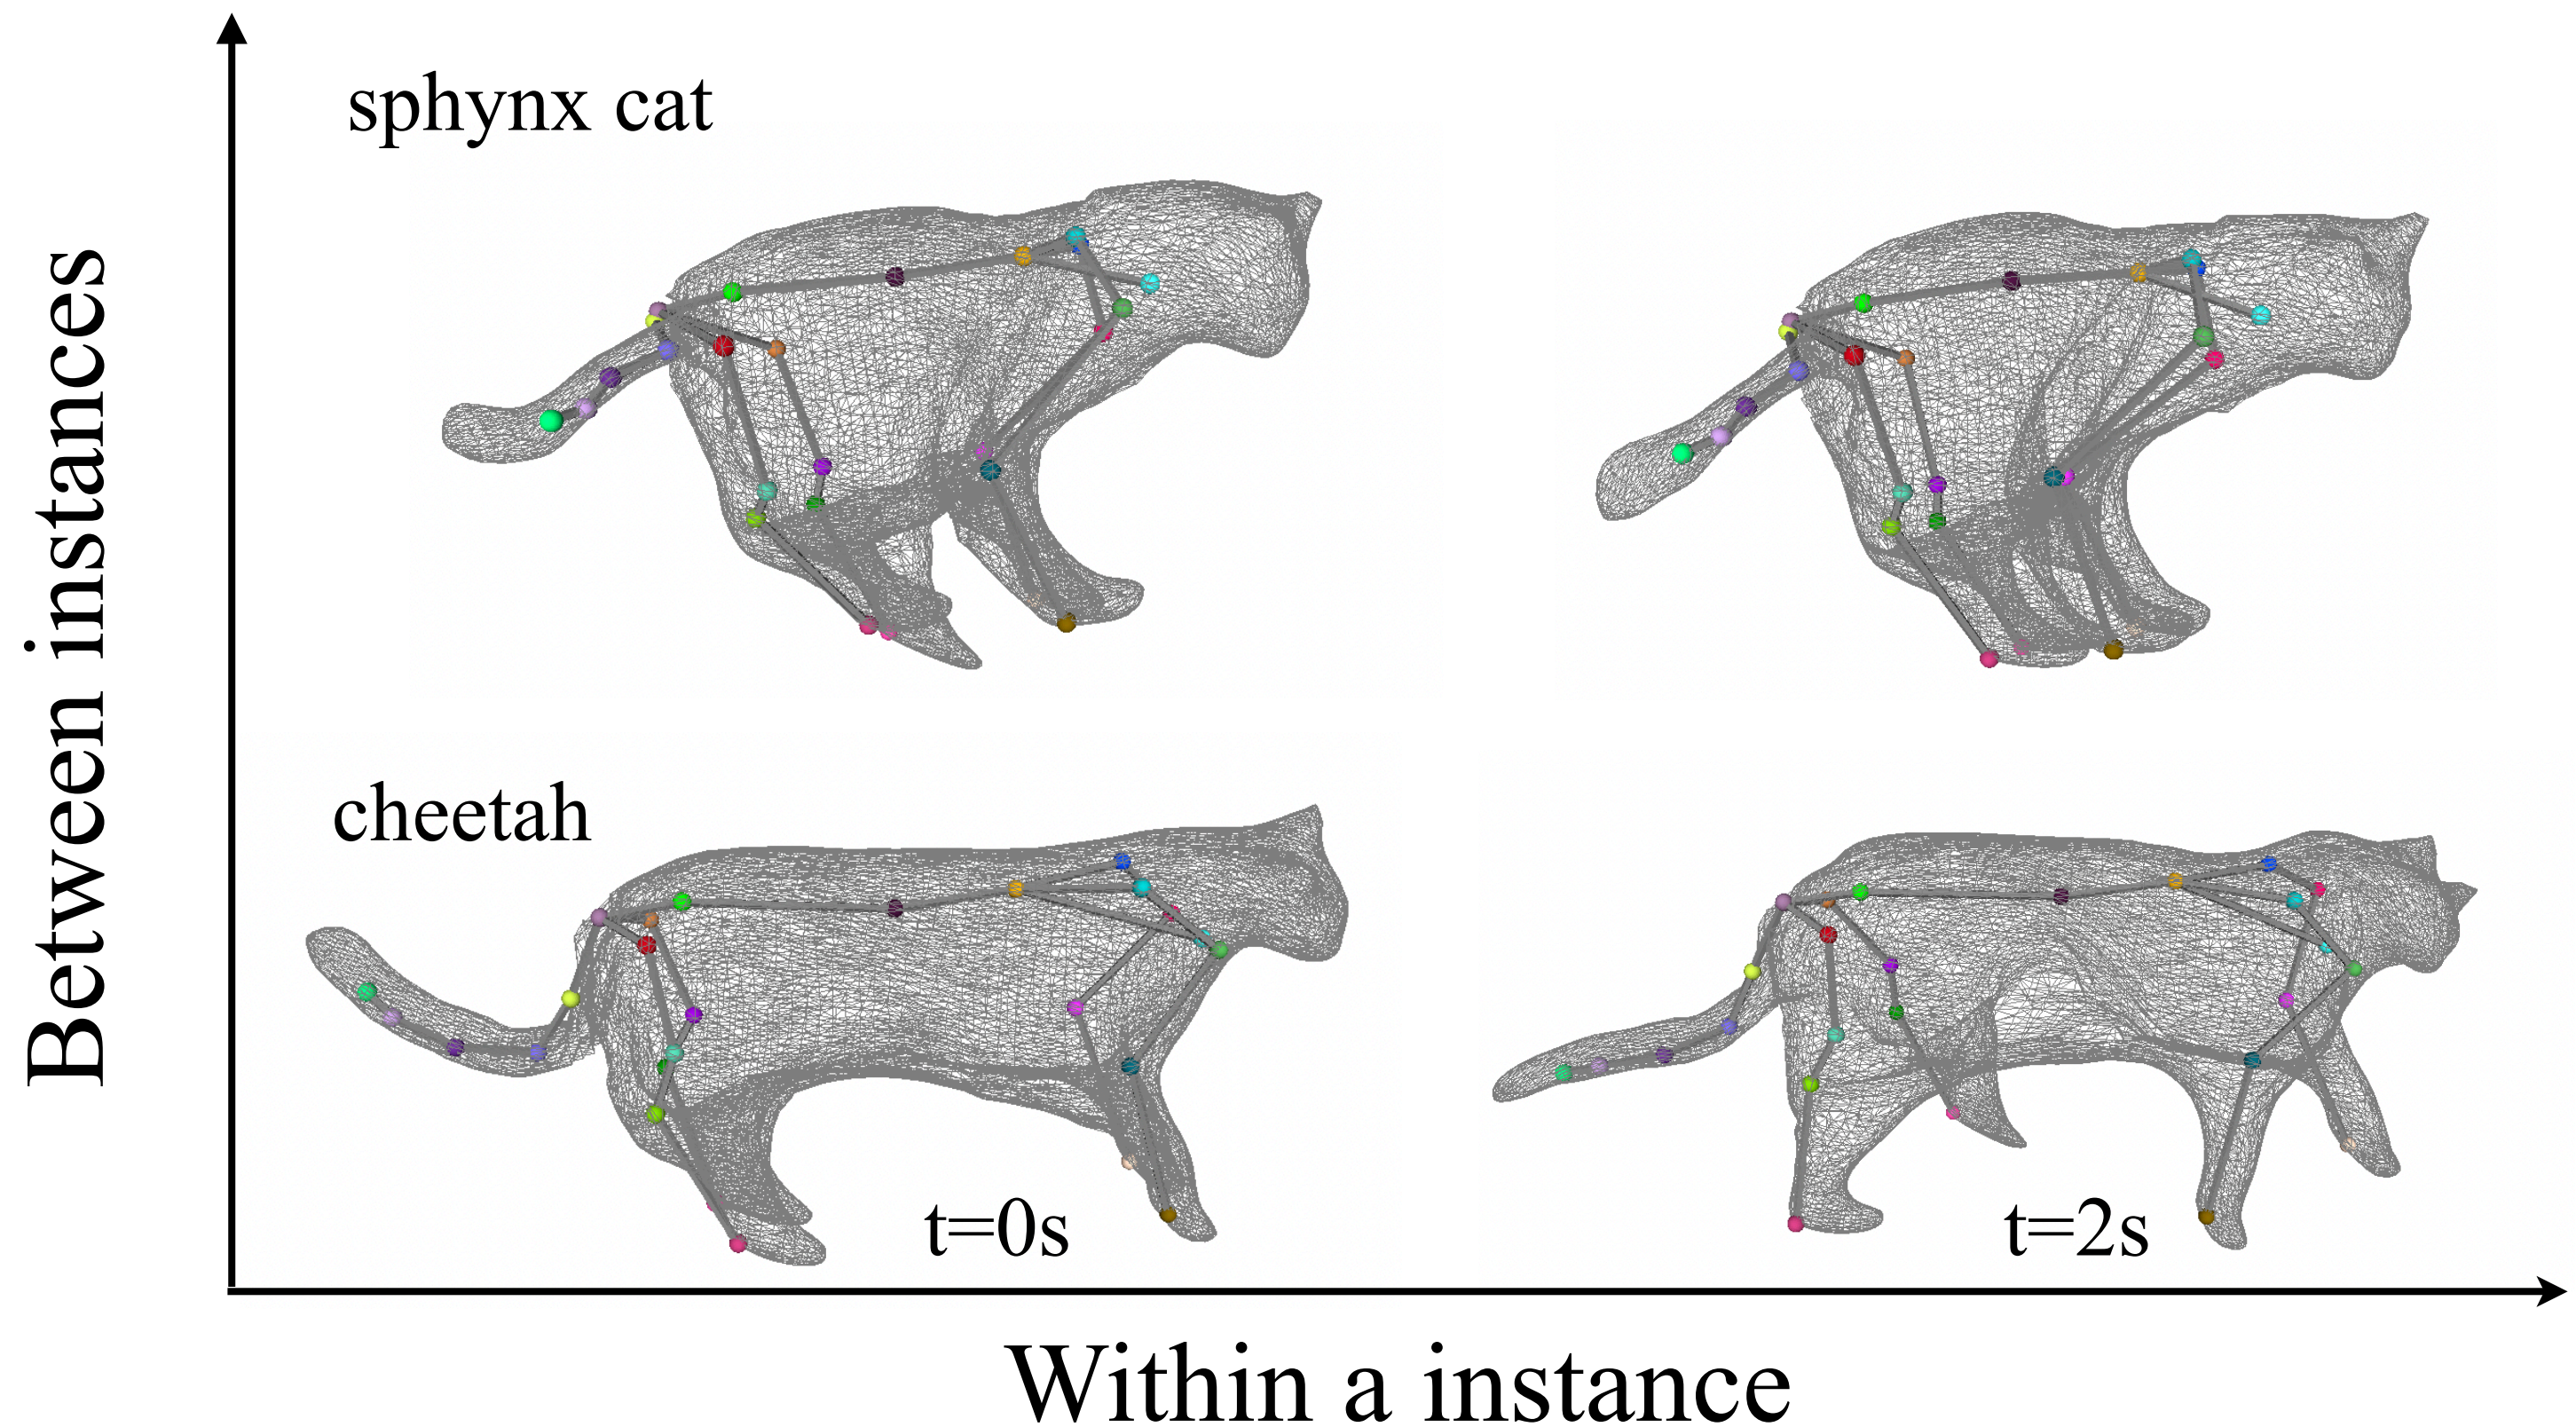 sphynx cat
Between instances
cheetah
t=0s
t=2s
Within a instance